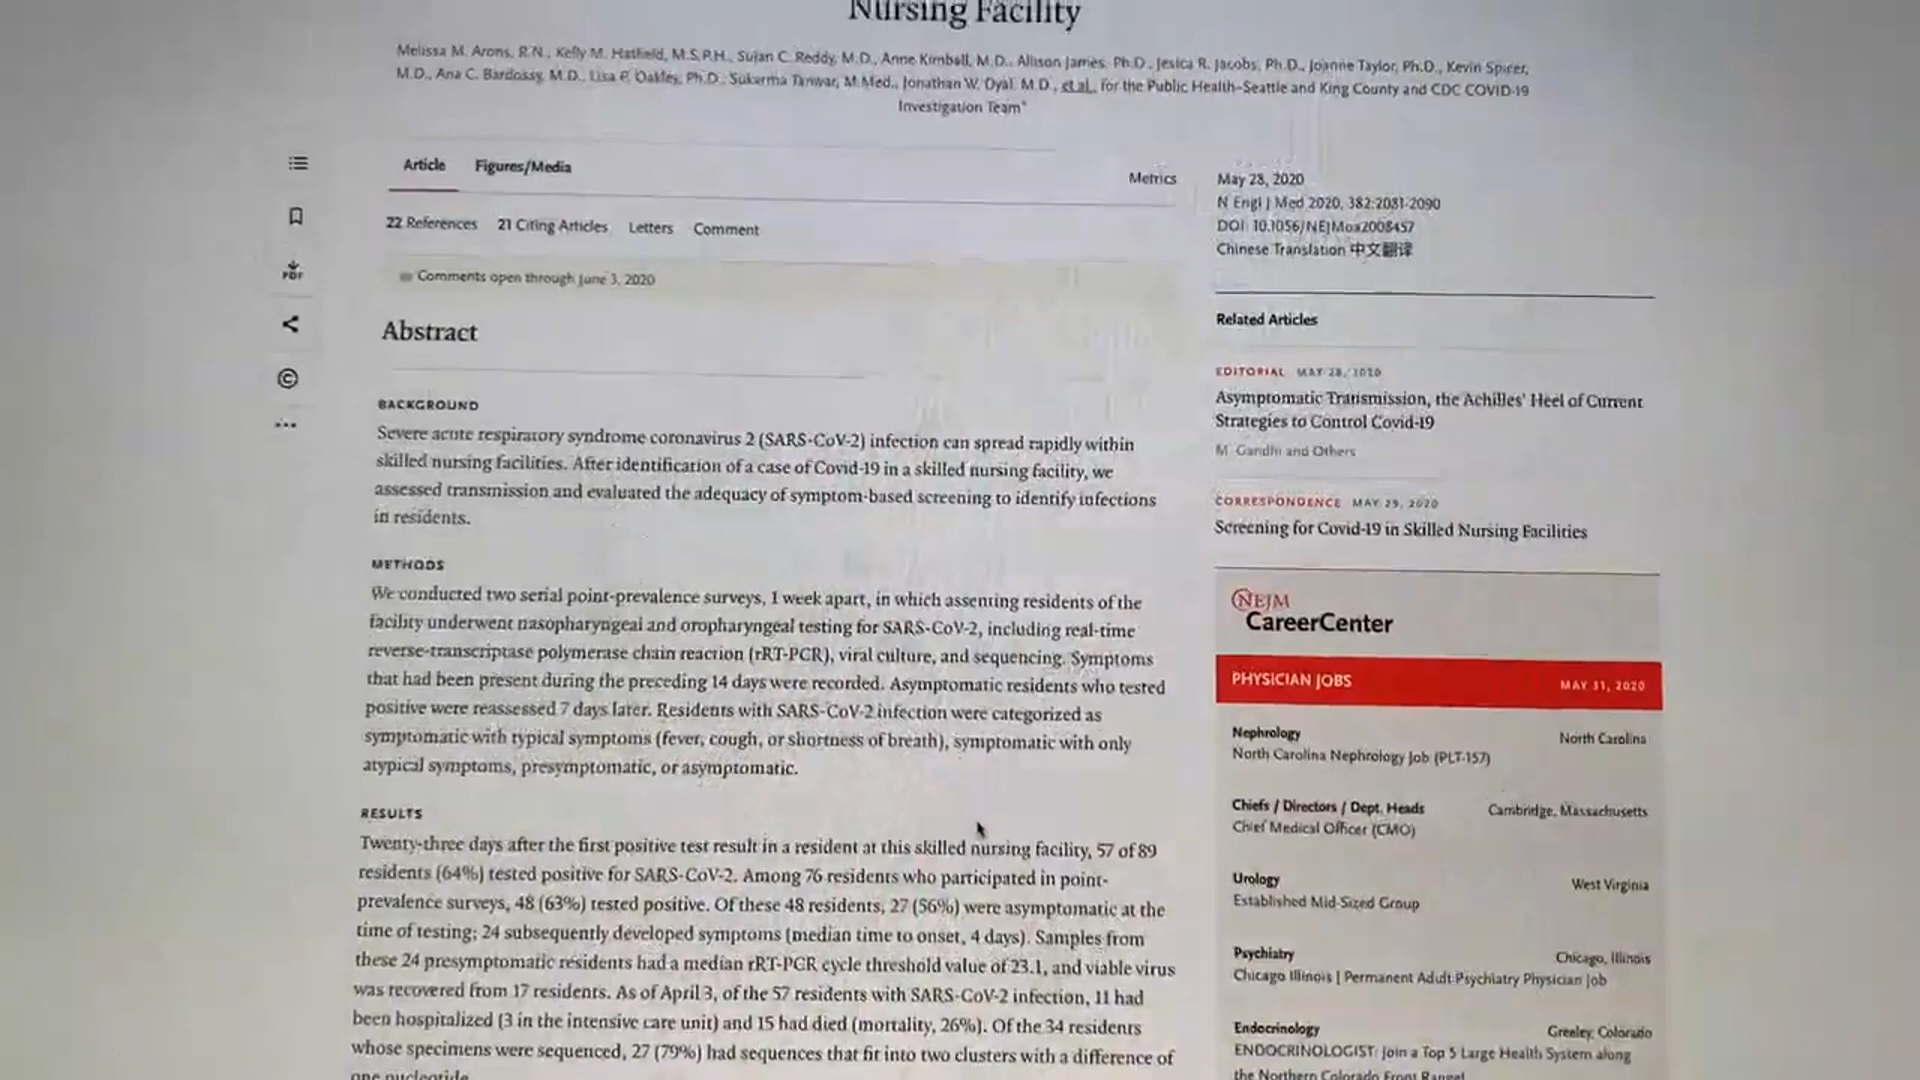 Nursing Facility
Melissa M. Arons, R.N., Kelly M. Hatfield, M.S.P.H., Sujan C. Reddy, M.D., Anne Kimball, M.D., Allison James, Ph.D., Jesica R. Jacobs, Ph.D., Joanne Taylor, Ph.D., Kevin Spicer,
M.D., Ana C. Bardossy, M.D., Lisa P. Oakley, Ph.D., Sukarma Tanwar, M.Med., Jonathan W. Dyal, M.D., et al., for the Public Health–Seattle and King County and CDC COVID-19
Investigation Team*
Article Figures/Media
Metrics
22 References 21 Citing Articles Letters Comment
Comments open through June 3, 2020
Abstract
BACKGROUND
Severe acute respiratory syndrome coronavirus 2 (SARS-CoV-2) infection can spread rapidly within
skilled nursing facilities. After identification of a case of Covid-19 in a skilled nursing facility, we
assessed transmission and evaluated the adequacy of symptom-based screening to identify infections
in residents.
METHODS
We conducted two serial point-prevalence surveys, 1 week apart, in which assenting residents of the
facility underwent nasopharyngeal and oropharyngeal testing for SARS-CoV-2, including real-time
reverse-transcriptase polymerase chain reaction (rRT-PCR), viral culture, and sequencing. Symptoms
that had been present during the preceding 14 days were recorded. Asymptomatic residents who tested
positive were reassessed 7 days later. Residents with SARS-CoV-2 infection were categorized as
symptomatic with typical symptoms (fever, cough, or shortness of breath), symptomatic with only
atypical symptoms, presymptomatic, or asymptomatic.
RESULTS
Twenty-three days after the first positive test result in a resident at this skilled nursing facility, 57 of 89
residents (64%) tested positive for SARS-CoV-2. Among 76 residents who participated in point-
prevalence surveys, 48 (63%) tested positive. Of these 48 residents, 27 (56%) were asymptomatic at the
time of testing; 24 subsequently developed symptoms (median time to onset, 4 days). Samples from
these 24 presymptomatic residents had a median rRT-PCR cycle threshold value of 23.1, and viable virus
was recovered from 17 residents. As of April 3, of the 57 residents with SARS-CoV-2 infection, 11 had
been hospitalized (3 in the intensive care unit) and 15 had died (mortality, 26%). Of the 34 residents
whose specimens were sequenced, 27 (79%) had sequences that fit into two clusters with a difference of
one nucleotide
PDF
May 28, 2020
N Engl J Med 2020; 382:2081-2090
DOI: 10.1056/NEJMoa2008457
Chinese Translation 中文翻译
Related Articles
EDITORIAL MAY 28, 2020
Asymptomatic Transmission, the Achilles' Heel of Current
Strategies to Control Covid-19
M. Gandhi and Others
CORRESPONDENCE MAY 29, 2020
Screening for Covid-19 in Skilled Nursing Facilities
NEJM
CareerCenter
PHYSICIAN JOBS MAY 31, 2020
Nephrology North Carolina
North Carolina Nephrology Job (PLT-157)
Chiefs / Directors / Dept. Heads Cambridge, Massachusetts
Chief Medical Officer (CMO)
Urology West Virginia
Established Mid-Sized Group
Psychiatry Chicago, Illinois
Chicago Illinois | Permanent Adult Psychiatry Physician Job
Endocrinology Greeley, Colorado
ENDOCRINOLOGIST: Join a Top 5 Large Health System along
the Northern Colorado Front Range!